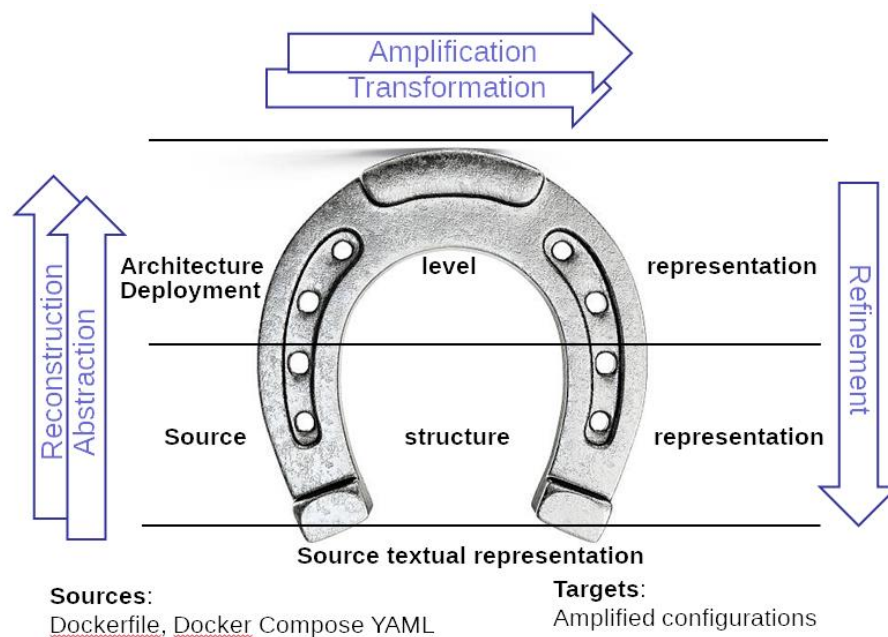 Amplification
Transformation
Reconstruction
Abstraction
Architecture level representation
Deployment
Refinement
Source structure representation
Source textual representation
Sources:
Dockerfile, Docker Compose YAML
Targets:
Amplified configurations